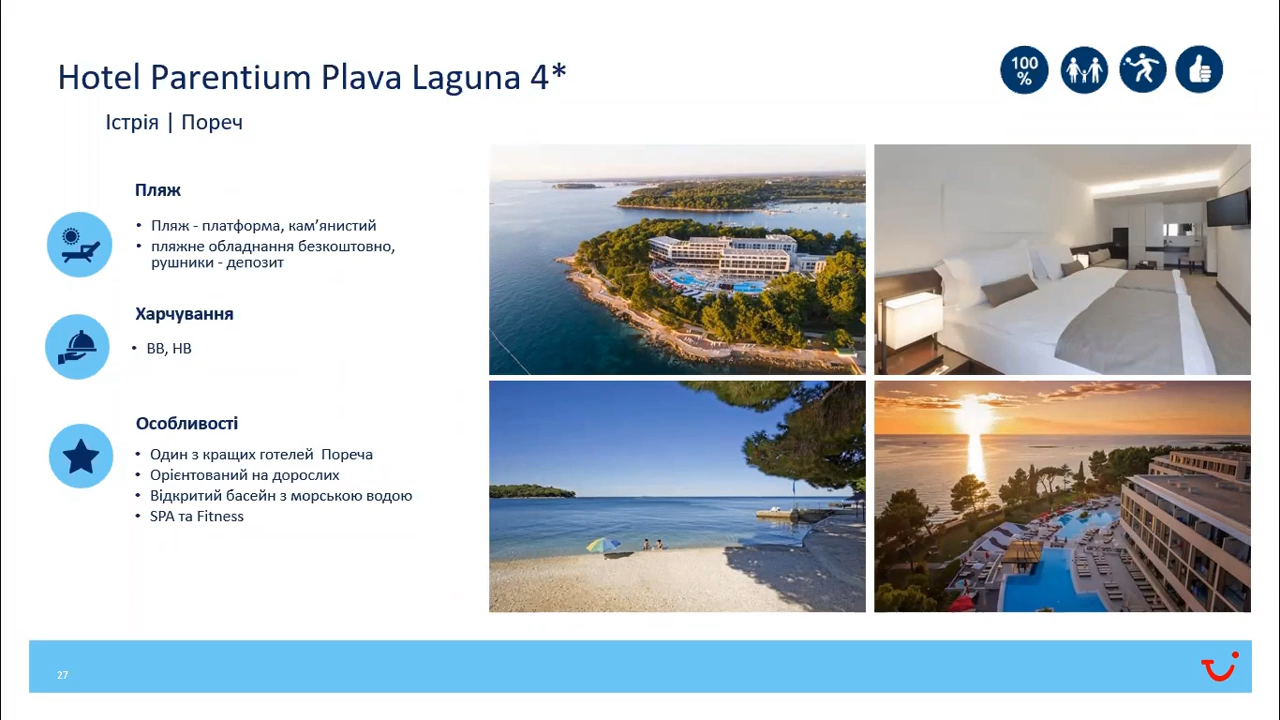 Hotel Parentium Plava Laguna 4*
100
%
Істрія | Пореч
Пляж
• Пляж - платформа, кам’янистий
• пляжне обладнання безкоштовно,
рушники - депозит
Харчування
• BB, HB
Особливості
• Один з кращих готелей Пореча
• Орієнтований на дорослих
• Відкритий басейн з морською водою
• SPA та Fitness
27